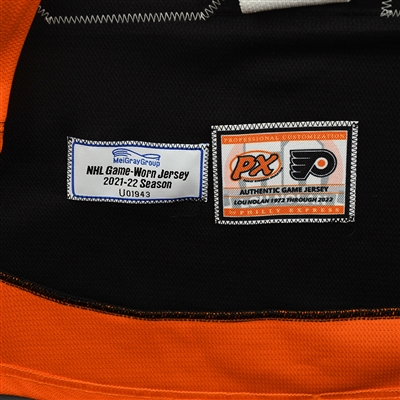 MeiGrayGroup
NHL Game-Worn Jersey
2021-22 Season
U01943
PROFESSIONAL CUSTOMIZATION
PX
AUTHENTIC GAME JERSEY
LOU NOLAN 1972 THROUGH 2022
by PHILLY EXPRESS